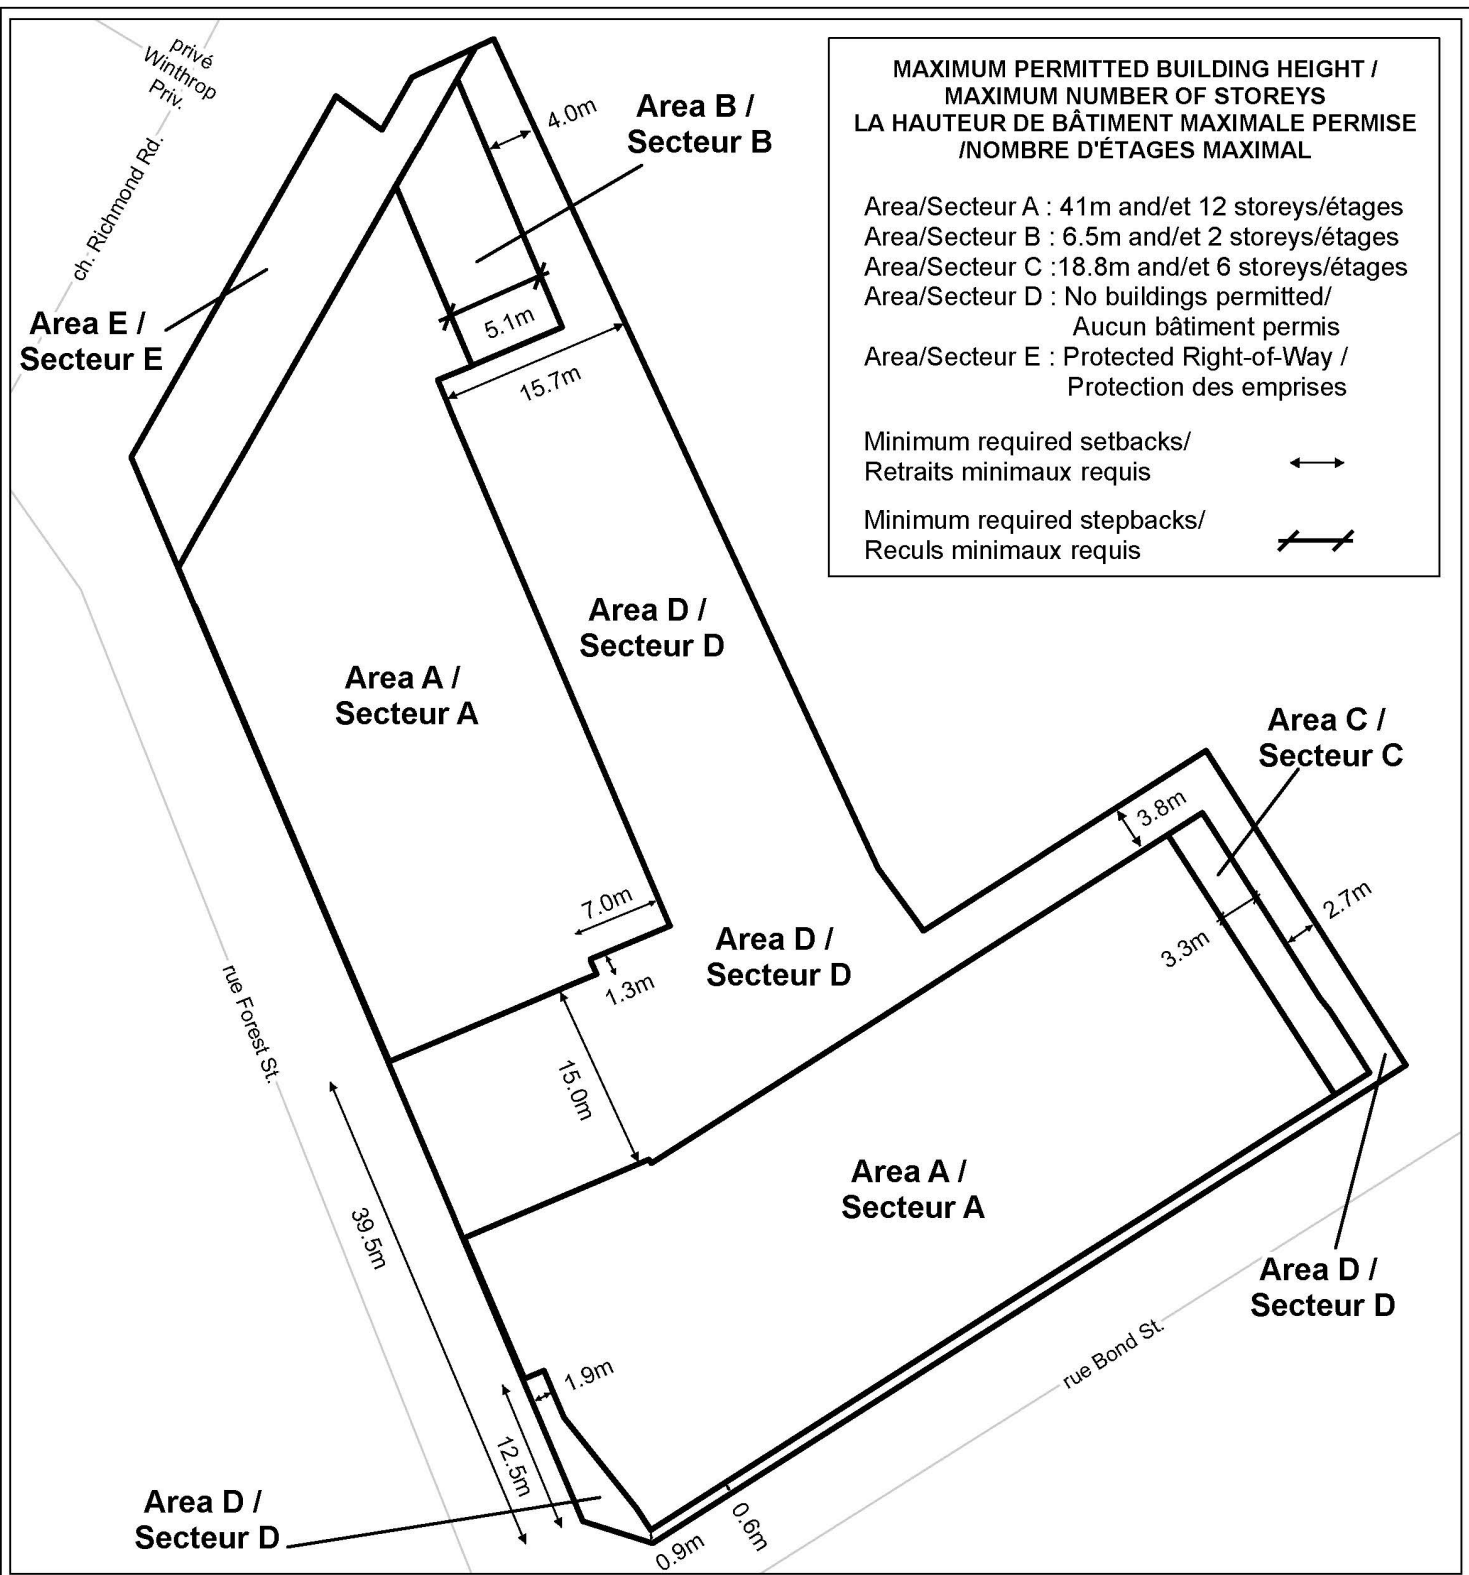 privé
Winthrop
Priv.
ch. Richmond Rd.
Area B /
Secteur B
4.0m
MAXIMUM PERMITTED BUILDING HEIGHT /
MAXIMUM NUMBER OF STOREYS
LA HAUTEUR DE BÂTIMENT MAXIMALE PERMISE
/NOMBRE D'ÉTAGES MAXIMAL
Area/Secteur A : 41m and/et 12 storeys/étages
Area/Secteur B : 6.5m and/et 2 storeys/étages
Area/Secteur C :18.8m and/et 6 storeys/étages
Area/Secteur D : No buildings permitted/
Aucun bâtiment permis
Area/Secteur E : Protected Right-of-Way /
Protection des emprises
Minimum required setbacks/
Retraits minimaux requis
Minimum required stepbacks/
Reculs minimaux requis
Area E /
Secteur E
5.1m
15.7m
Area D /
Secteur D
Area A /
Secteur A
Area C /
Secteur C
3.8m
2.7m
3.3m
7.0m
Area D /
Secteur D
1.3m
rue Forest St.
15.0m
Area A /
Secteur A
39.5m
Area D /
Secteur D
rue Bond St.
1.9m
12.5m
Area D /
Secteur D
0.6m
0.9m